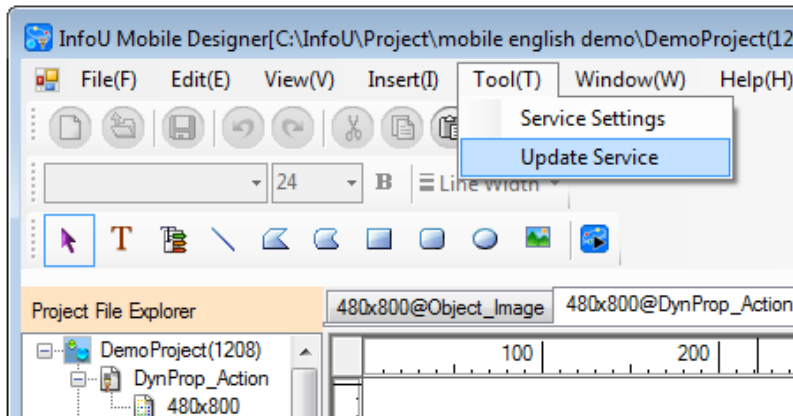 InfoU Mobile Designer[C:\InfoU\Project\mobile english demo\DemoProject(12
File(F) Edit(E) View(V) Insert(I) Tool(T) Window(W) Help(H)
Service Settings
Update Service
24 B Line Width
T
Project File Explorer 480x800@Object_Image 480x800@DynProp_Action
DemoProject(1208) 100 200
DynProp_Action
480x800